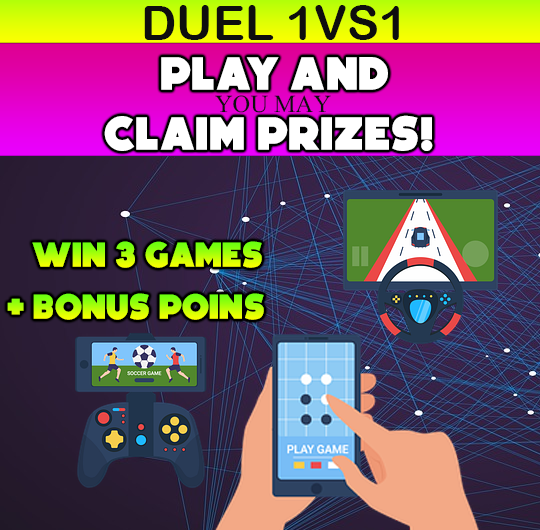 DUEL 1VS1
PLAY AND
YOU MAY
CLAIM PRIZES!
WIN 3 GAMES
+ BONUS POINS
SOCCER GAME
PLAY GAME